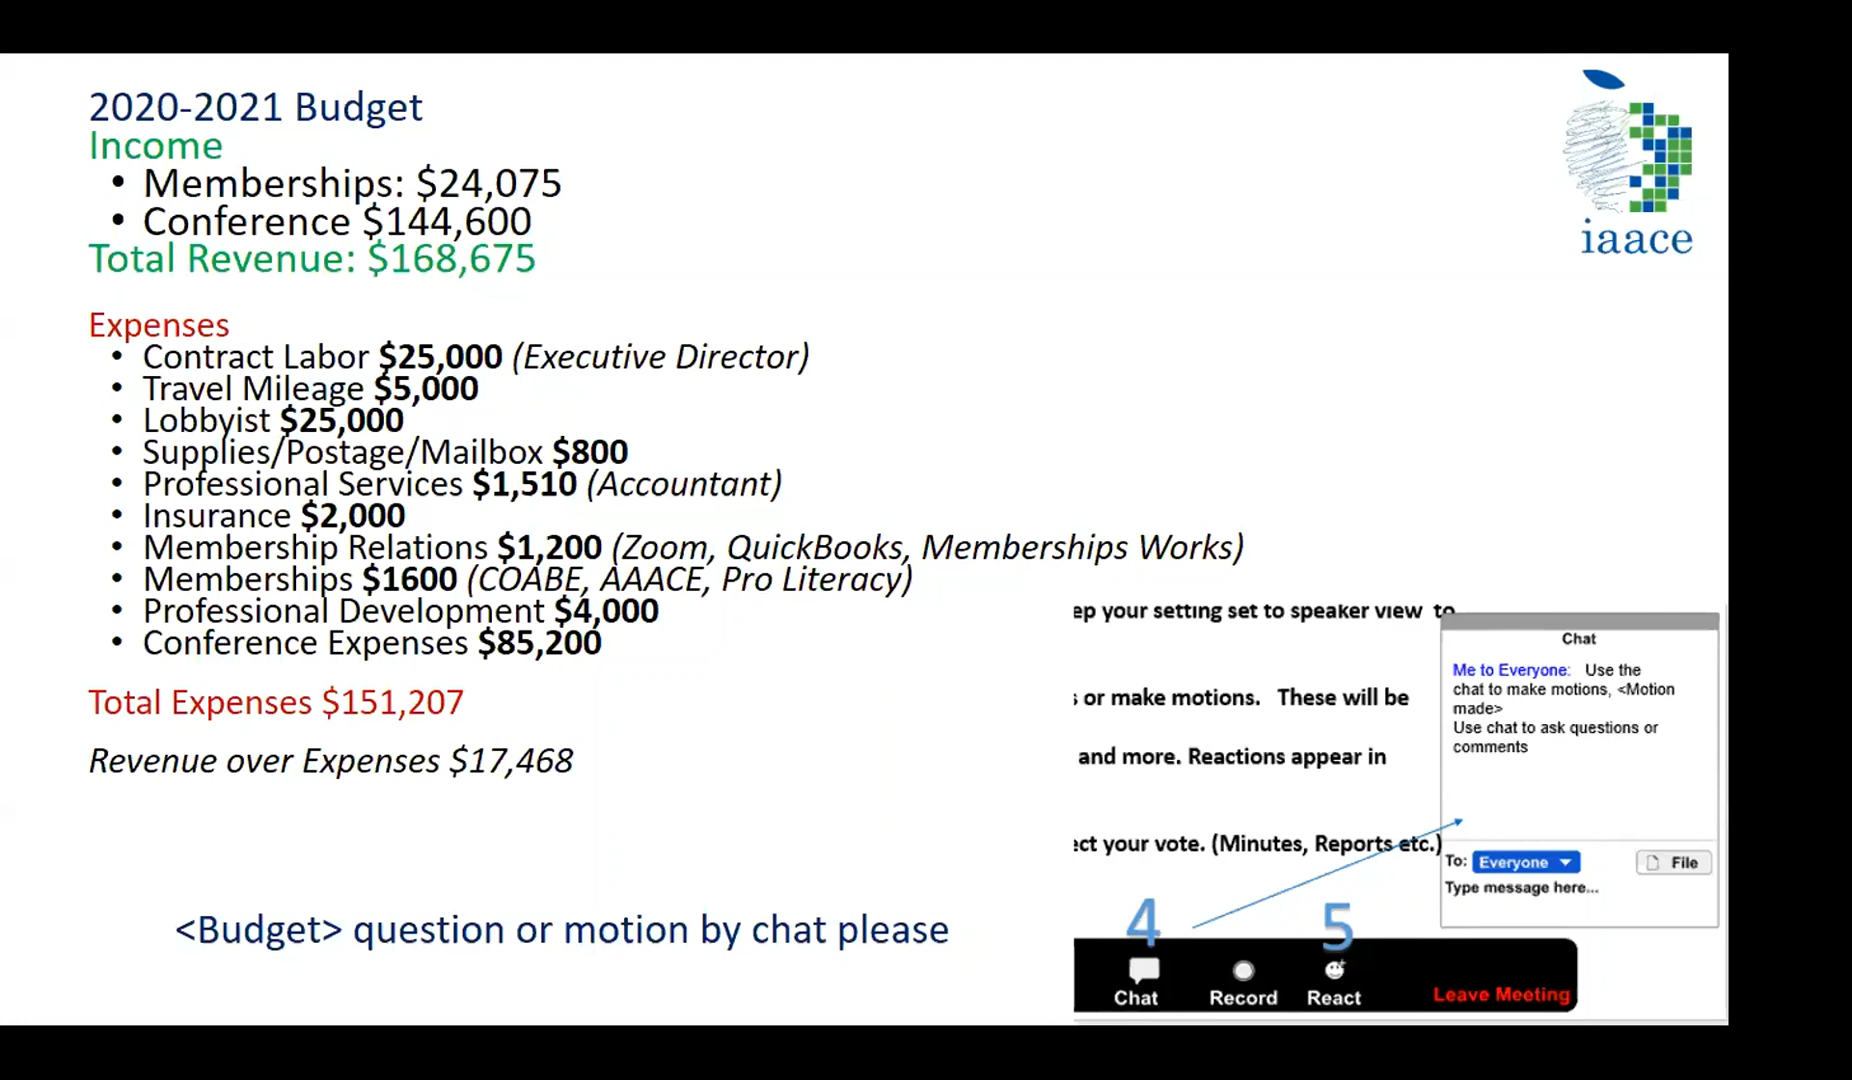 2020-2021 Budget
Income
• Memberships: $24,075
• Conference $144,600
Total Revenue: $168,675
iaace
Expenses
• Contract Labor $25,000 (Executive Director)
• Travel Mileage $5,000
• Lobbyist $25,000
• Supplies/Postage/Mailbox $800
• Professional Services $1,510 (Accountant)
• Insurance $2,000
• Membership Relations $1,200 (Zoom, QuickBooks, Memberships Works)
• Memberships $1600 (COABE, AAACE, Pro Literacy)
• Professional Development $4,000
• Conference Expenses $85,200
Total Expenses $151,207
Revenue over Expenses $17,468
<Budget> question or motion by chat please
ep your setting set to speaker view to
s or make motions. These will be
and more. Reactions appear in
ect your vote. (Minutes, Reports etc.)
Chat
Me to Everyone: Use the
chat to make motions, <Motion
made>
Use chat to ask questions or
comments
To: Everyone File
Type message here...
4 5
Chat Record React Leave Meeting